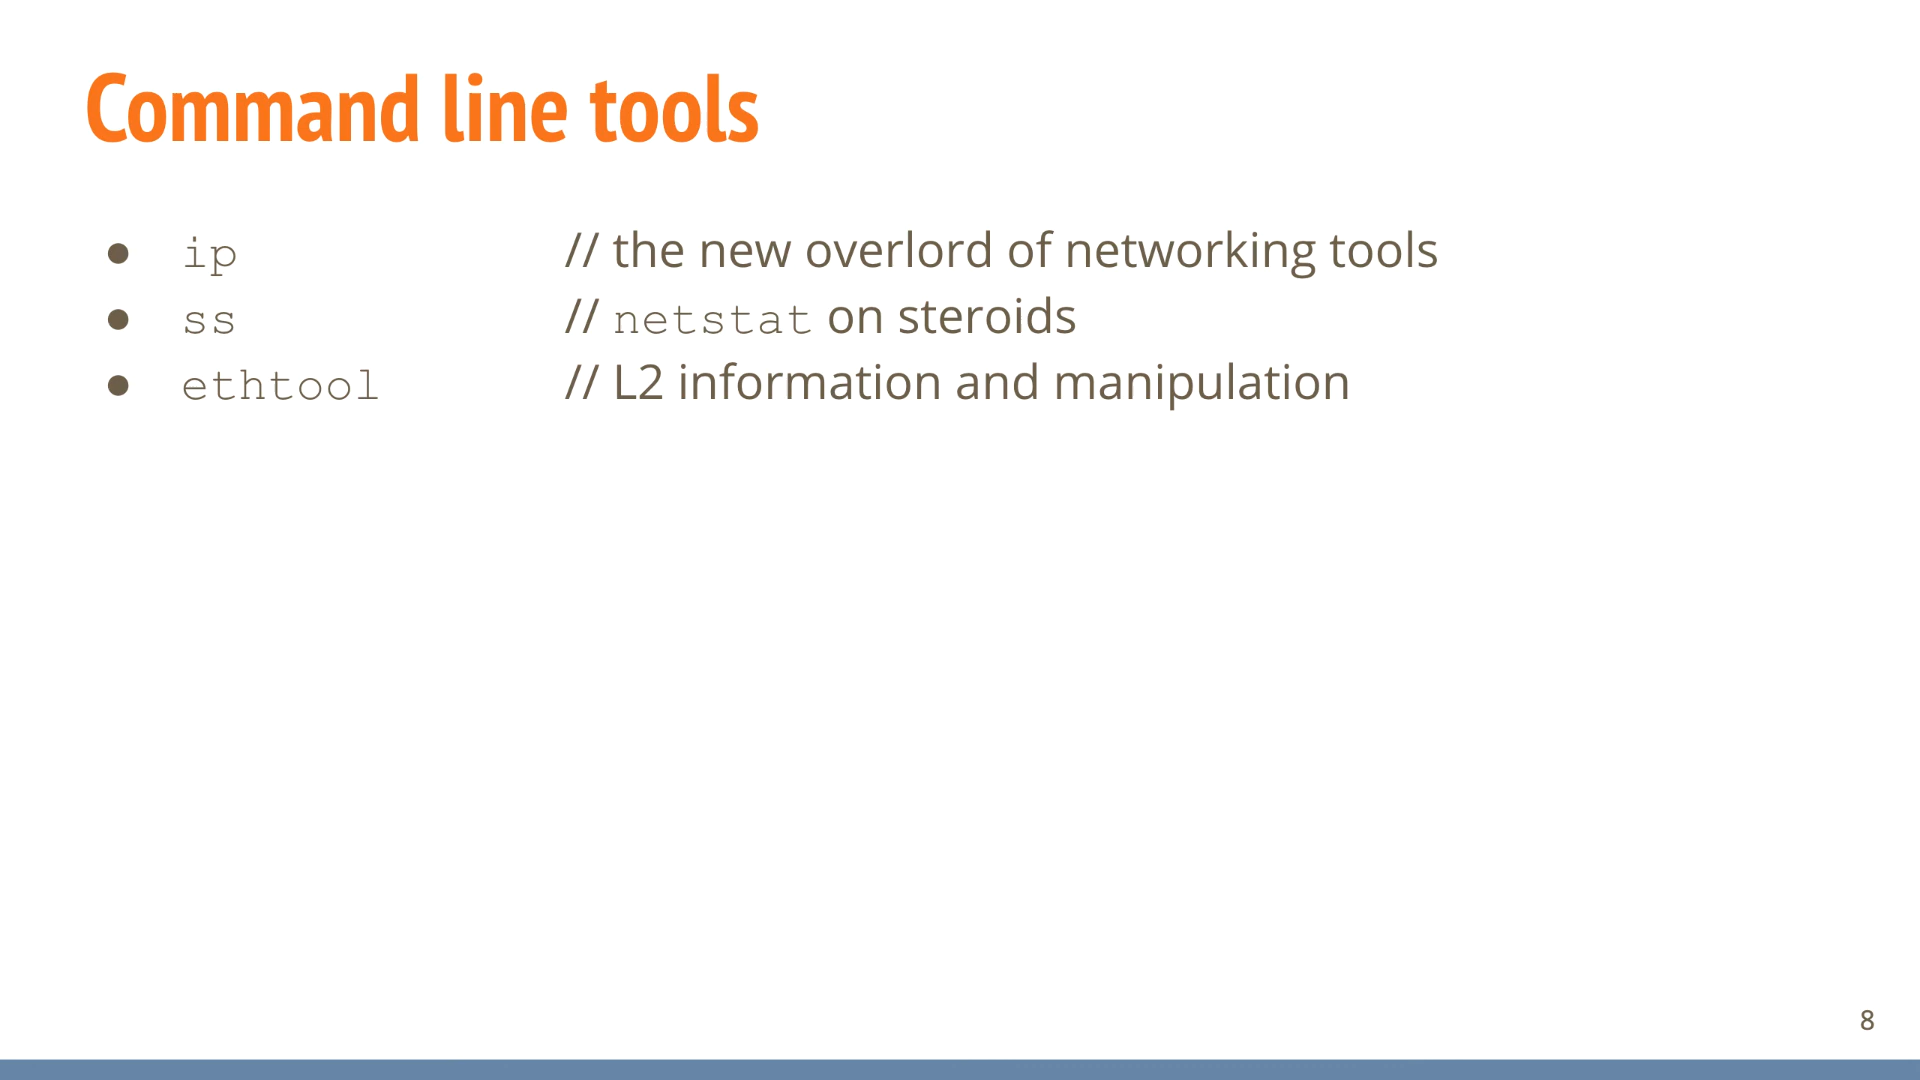 Command line tools
● ip // the new overlord of networking tools
● ss // netstat on steroids
● ethtool // L2 information and manipulation
8